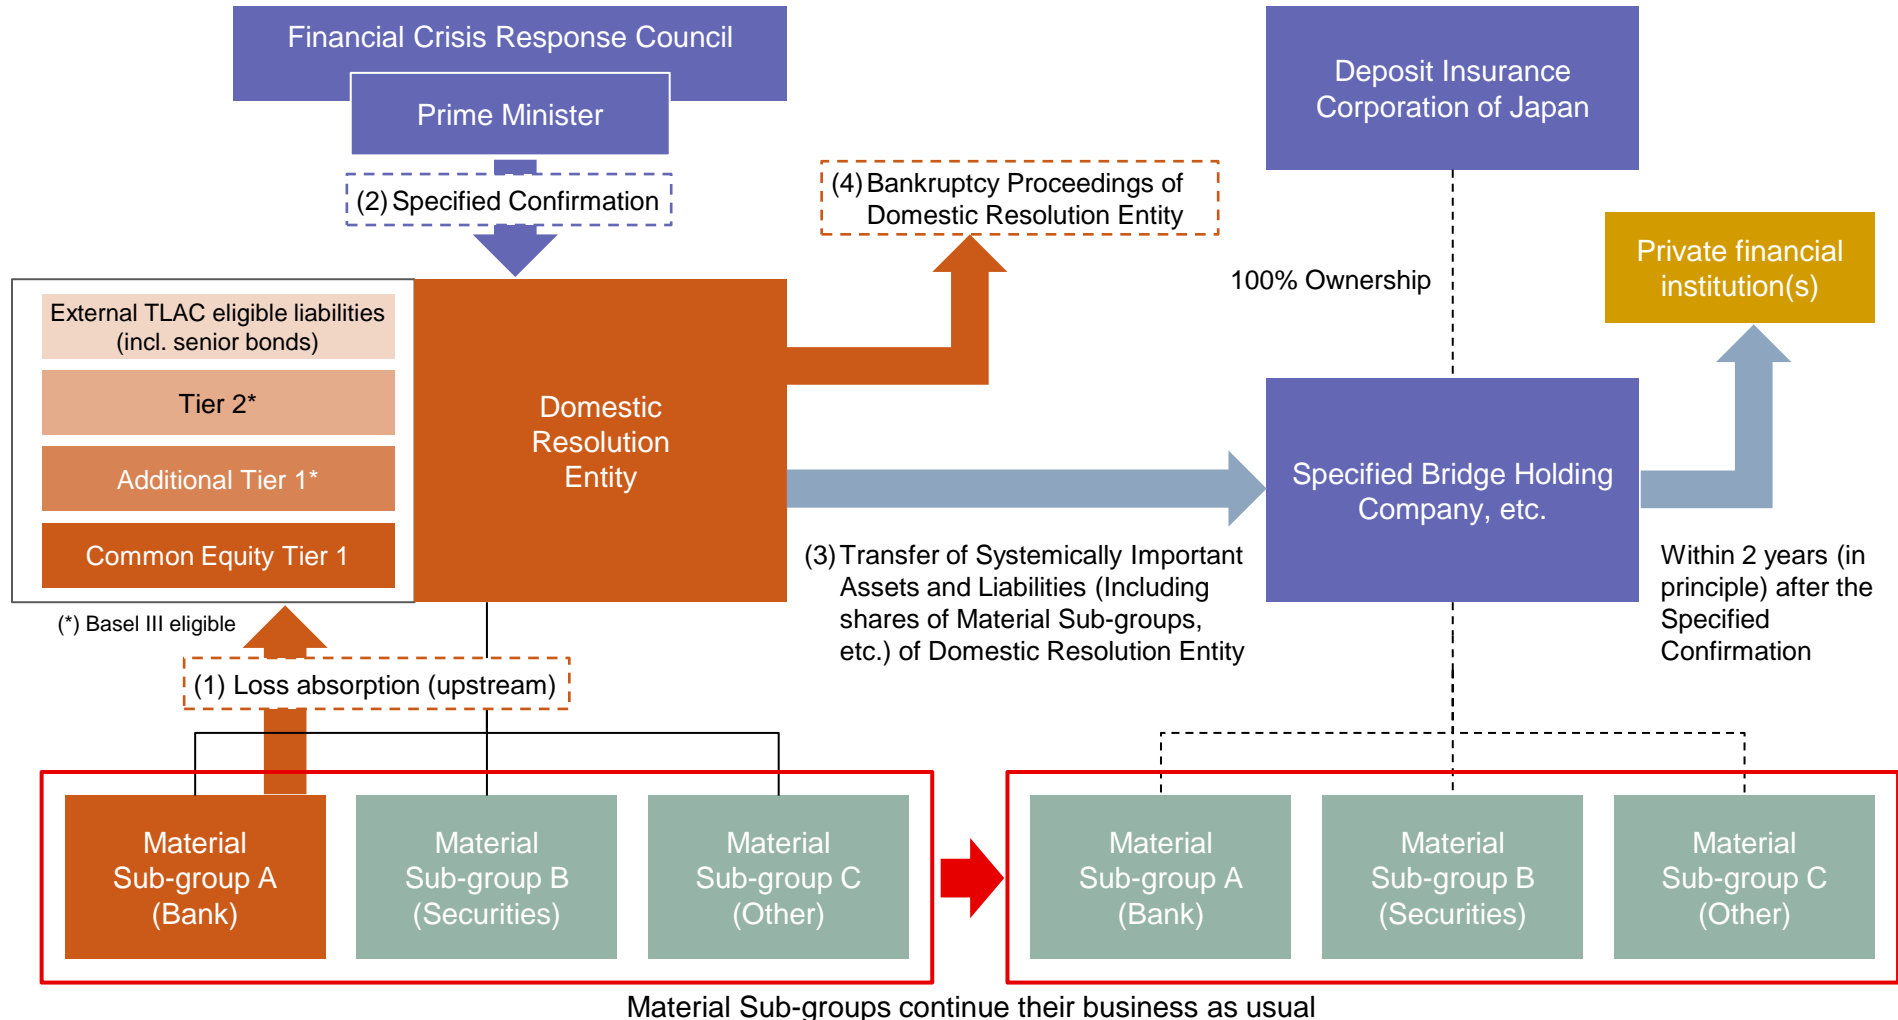 Financial Crisis Response Council
Prime Minister
(2) Specified Confirmation
Deposit Insurance
Corporation of Japan
(4) Bankruptcy Proceedings of
Domestic Resolution Entity
100% Ownership
Private financial
institution(s)
External TLAC eligible liabilities
(incl. senior bonds)
Tier 2*
Additional Tier 1*
Common Equity Tier 1
(*) Basel III eligible
Domestic
Resolution
Entity
Specified Bridge Holding
Company, etc.
(3) Transfer of Systemically Important
Assets and Liabilities (Including
shares of Material Sub-groups,
etc.) of Domestic Resolution Entity
Within 2 years (in
principle) after the
Specified
Confirmation
(1) Loss absorption (upstream)
Material
Sub-group A
(Bank)
Material
Sub-group B
(Securities)
Material
Sub-group C
(Other)
Material
Sub-group A
(Bank)
Material
Sub-group B
(Securities)
Material
Sub-group C
(Other)
Material Sub-groups continue their business as usual